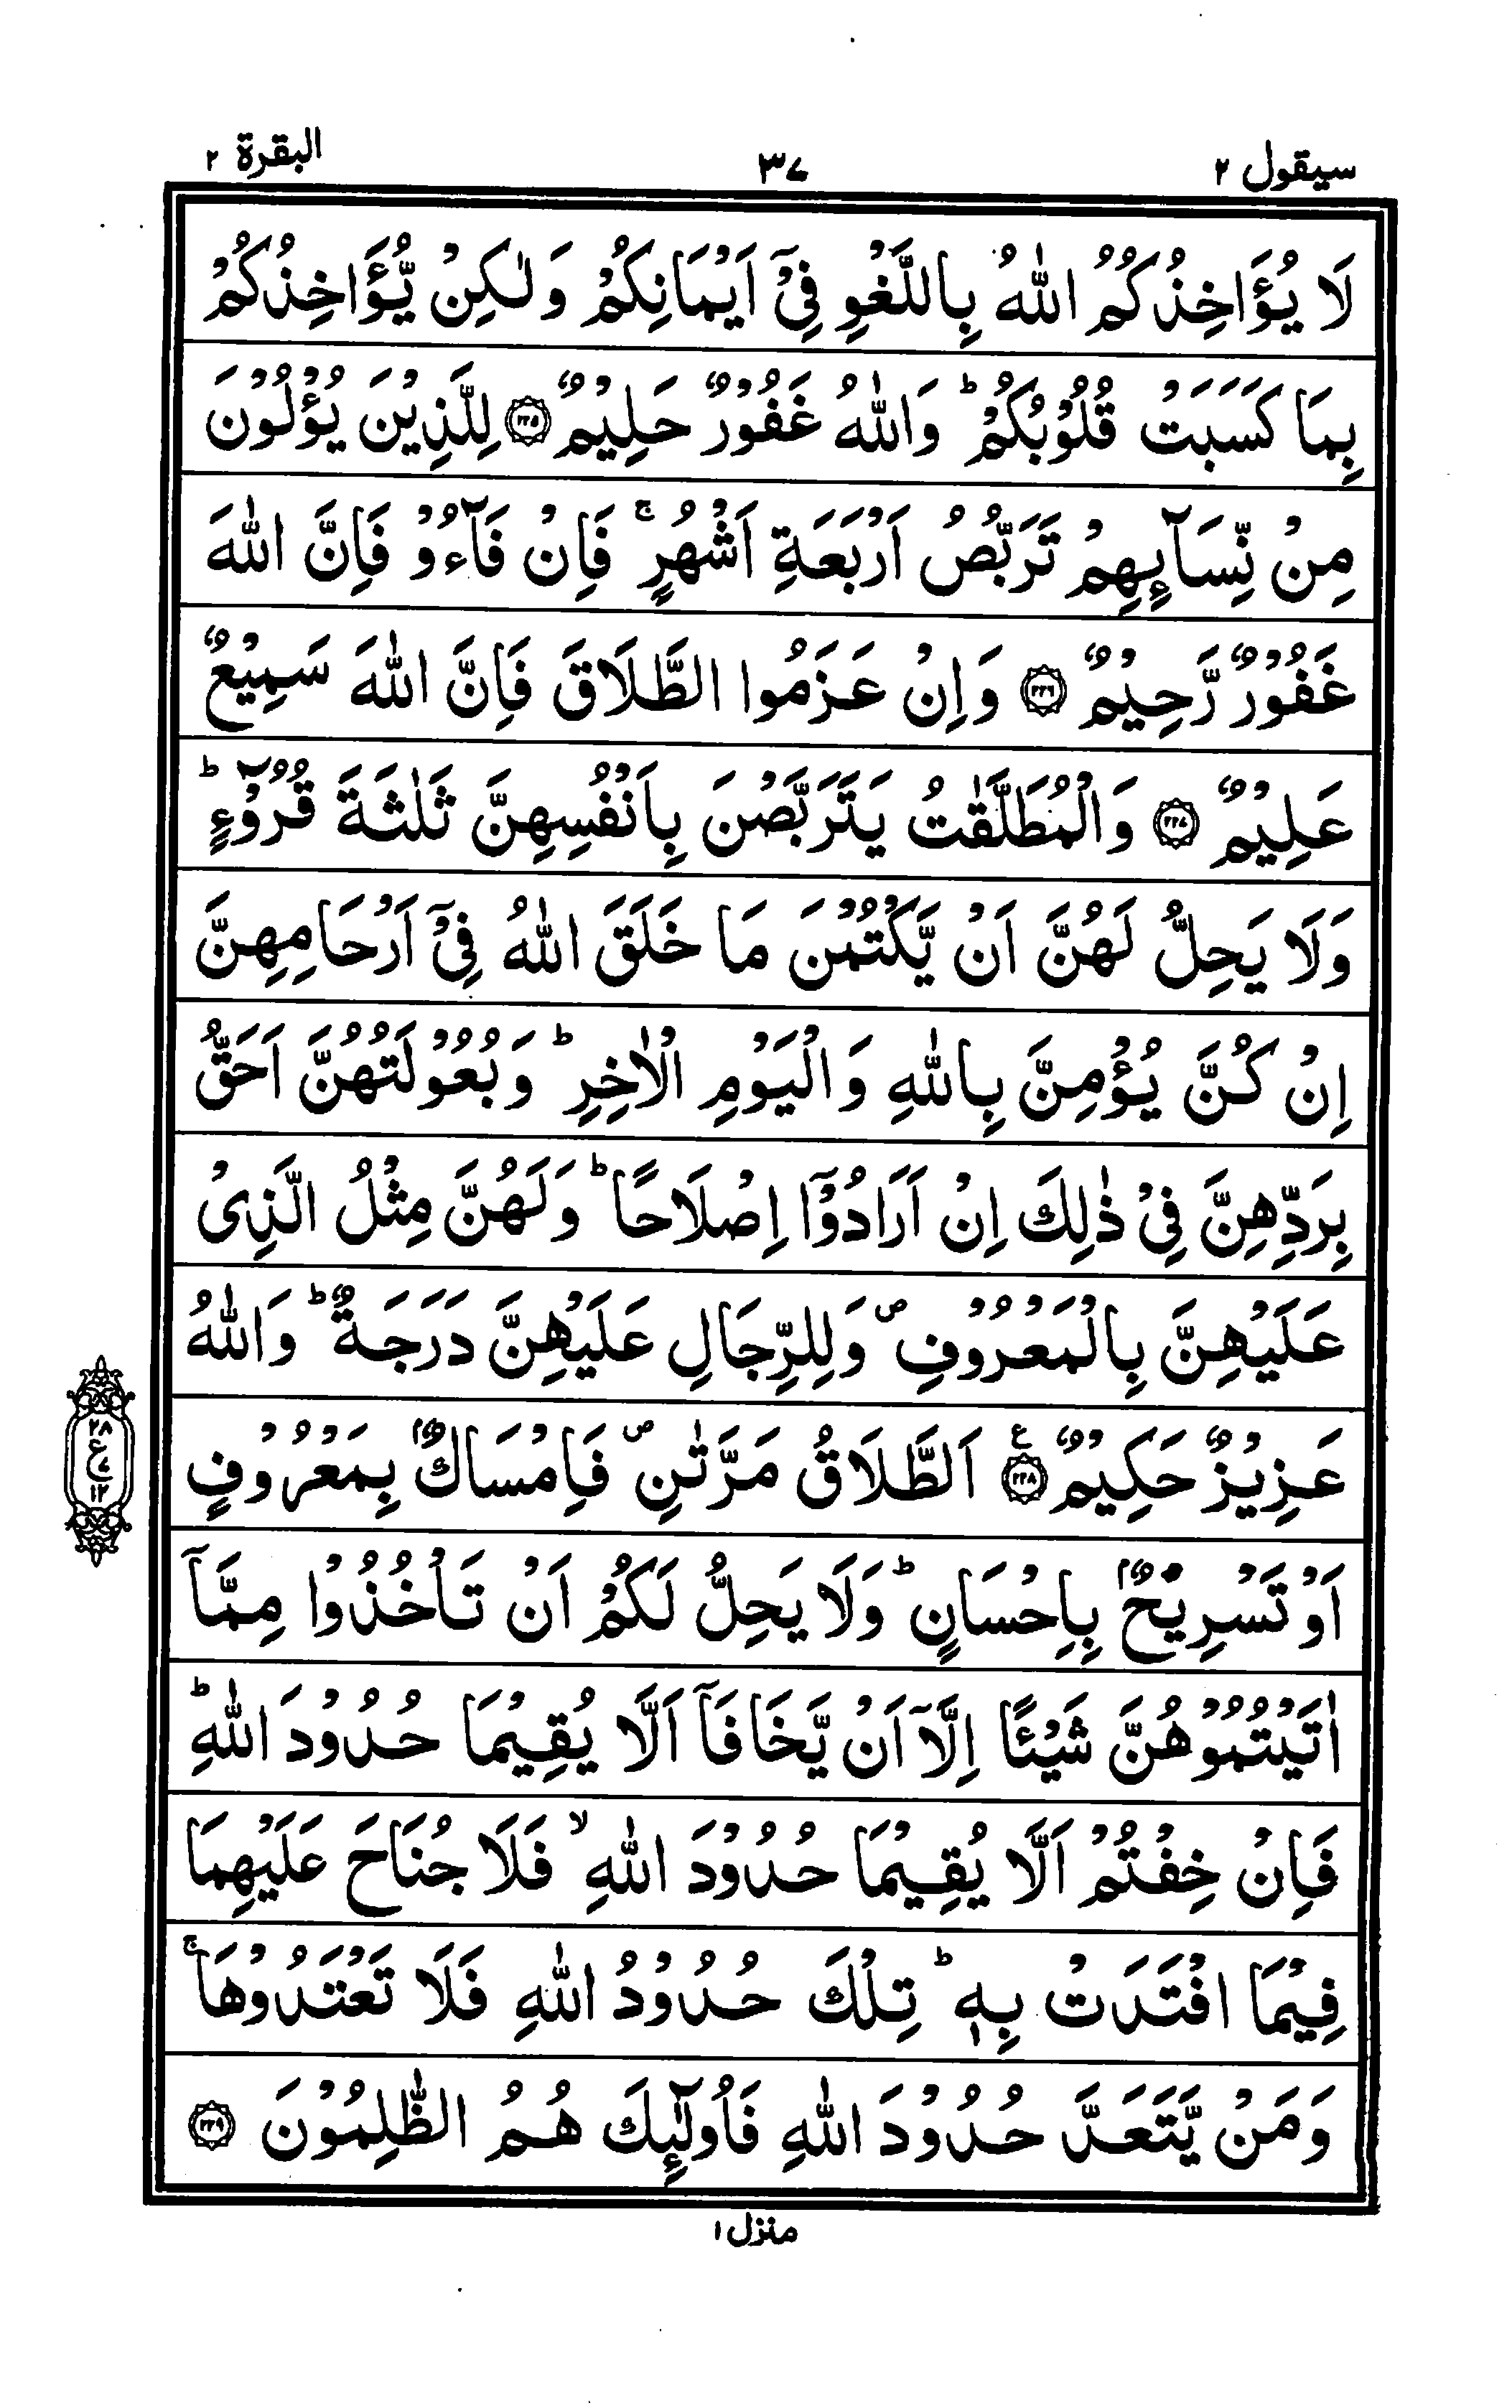 سیقول ۲
۳۷
البقرة ۲
لَا يُؤَاخِذُكُمُ اللّٰهُ بِاللَّغْوِ فِيْۤ اَيْمَانِكُمْ وَلٰكِنْ يُّؤَاخِذُكُمْ
بِمَا كَسَبَتْ قُلُوْبُكُمْ ؕ وَاللّٰهُ غَفُوْرٌ حَلِيْمٌ ﴿۲۲۵﴾ لِلَّذِيْنَ يُؤْلُوْنَ
مِنْ نِّسَآئِهِمْ تَرَبُّصُ اَرْبَعَةِ اَشْهُرٍ ۚ فَاِنْ فَآءُوْ فَاِنَّ اللّٰهَ
غَفُوْرٌ رَّحِيْمٌ ﴿۲۲۶﴾ وَاِنْ عَزَمُوا الطَّلَاقَ فَاِنَّ اللّٰهَ سَمِيْعٌ
عَلِيْمٌ ﴿۲۲۷﴾ وَالْمُطَلَّقٰتُ يَتَرَبَّصْنَ بِاَنْفُسِهِنَّ ثَلٰثَةَ قُرُوْٓءٍ ؕ
وَلَا يَحِلُّ لَهُنَّ اَنْ يَّكْتُمْنَ مَا خَلَقَ اللّٰهُ فِيْۤ اَرْحَامِهِنَّ
اِنْ كُنَّ يُؤْمِنَّ بِاللّٰهِ وَالْيَوْمِ الْاٰخِرِ ؕ وَبُعُوْلَتُهُنَّ اَحَقُّ
بِرَدِّهِنَّ فِيْ ذٰلِكَ اِنْ اَرَادُوْۤا اِصْلَاحًا ؕ وَلَهُنَّ مِثْلُ الَّذِيْ
عَلَيْهِنَّ بِالْمَعْرُوْفِ ۪ وَلِلرِّجَالِ عَلَيْهِنَّ دَرَجَةٌ ؕ وَاللّٰهُ
عَزِيْزٌ حَكِيْمٌ ﴿۲۲۸﴾ ع اَلطَّلَاقُ مَرَّتٰنِ ۪ فَاِمْسَاكٌۢ بِمَعْرُوْفٍ
اَوْ تَسْرِيْحٌۢ بِاِحْسَانٍ ؕ وَلَا يَحِلُّ لَكُمْ اَنْ تَاْخُذُوْا مِمَّاۤ
اٰتَيْتُمُوْهُنَّ شَيْـًٔا اِلَّاۤ اَنْ يَّخَافَاۤ اَلَّا يُقِيْمَا حُدُوْدَ اللّٰهِ ؕ
فَاِنْ خِفْتُمْ اَلَّا يُقِيْمَا حُدُوْدَ اللّٰهِ ۙ فَلَا جُنَاحَ عَلَيْهِمَا
فِيْمَا افْتَدَتْ بِهٖ ؕ تِلْكَ حُدُوْدُ اللّٰهِ فَلَا تَعْتَدُوْهَا ۚ
وَمَنْ يَّتَعَدَّ حُدُوْدَ اللّٰهِ فَاُولٰٓئِكَ هُمُ الظّٰلِمُوْنَ ﴿۲۲۹﴾
۲۸
ع ۷
۱۲
منزل ۱